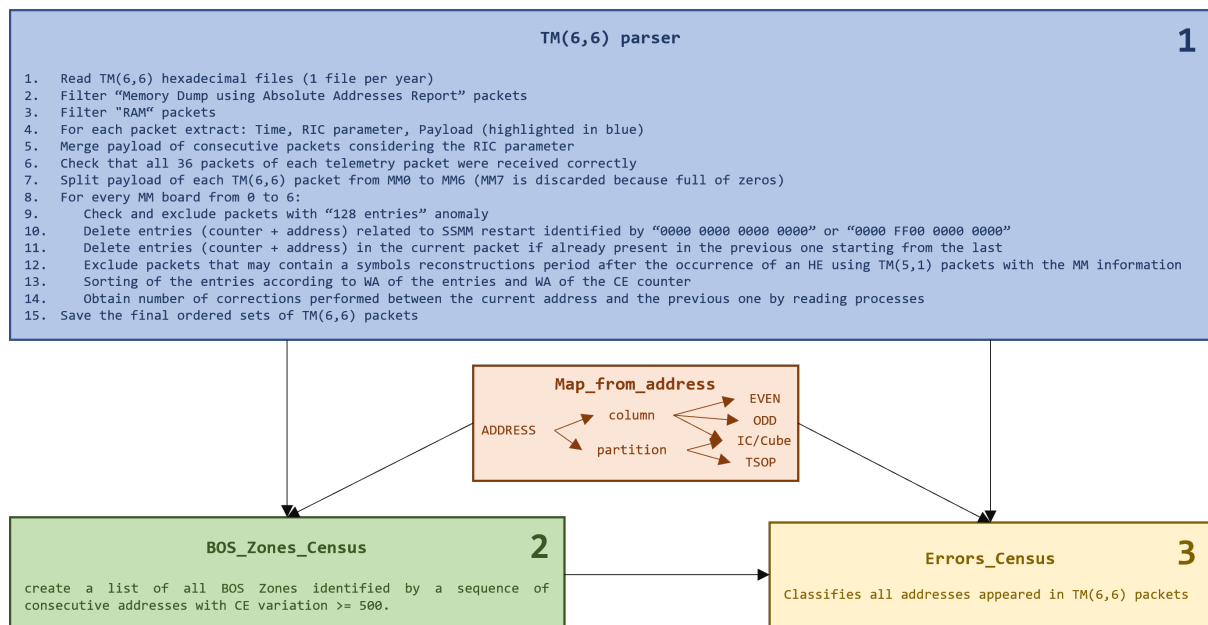 TM(6,6) parser
1
1. Read TM(6,6) hexadecimal files (1 file per year)
2. Filter “Memory Dump using Absolute Addresses Report” packets
3. Filter "RAM“ packets
4. For each packet extract: Time, RIC parameter, Payload (highlighted in blue)
5. Merge payload of consecutive packets considering the RIC parameter
6. Check that all 36 packets of each telemetry packet were received correctly
7. Split payload of each TM(6,6) packet from MM0 to MM6 (MM7 is discarded because full of zeros)
8. For every MM board from 0 to 6:
9. Check and exclude packets with “128 entries” anomaly
10. Delete entries (counter + address) related to SSMM restart identified by “0000 0000 0000 0000” or “0000 FF00 0000 0000”
11. Delete entries (counter + address) in the current packet if already present in the previous one starting from the last
12. Exclude packets that may contain a symbols reconstructions period after the occurrence of an HE using TM(5,1) packets with the MM information
13. Sorting of the entries according to WA of the entries and WA of the CE counter
14. Obtain number of corrections performed between the current address and the previous one by reading processes
15. Save the final ordered sets of TM(6,6) packets
Map_from_address
ADDRESS
column
partition
EVEN
ODD
IC/Cube
TSOP
BOS_Zones_Census
2
create a list of all BOS Zones identified by a sequence of
consecutive addresses with CE variation >= 500.
Errors_Census
3
Classifies all addresses appeared in TM(6,6) packets